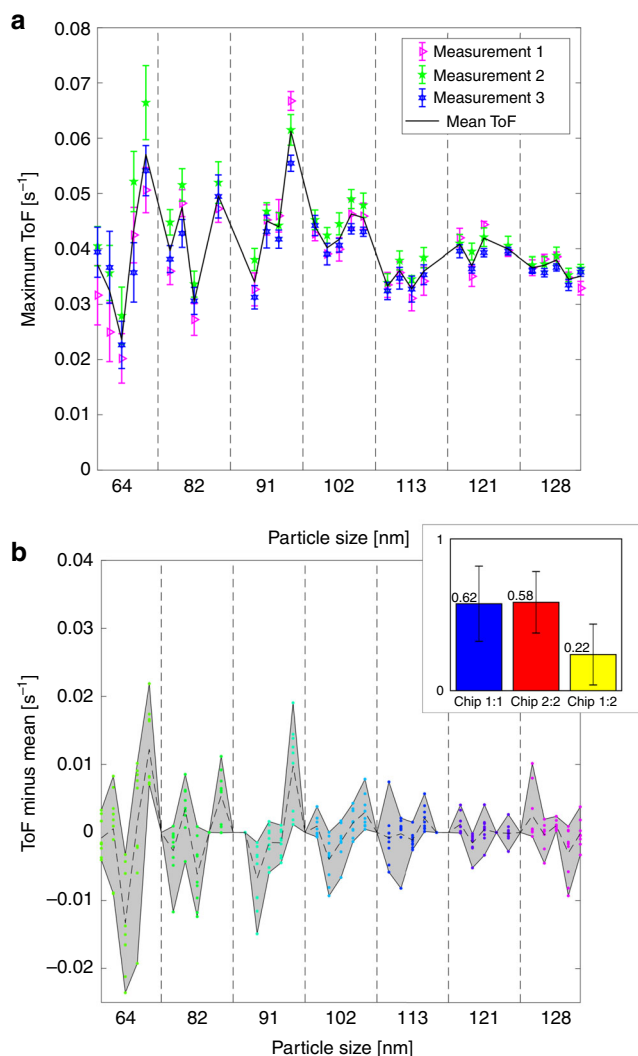 a
0.08
0.07
0.06
0.05
0.04
0.03
0.02
0.01
0
Maximum ToF [s⁻¹]
Measurement 1
Measurement 2
Measurement 3
Mean ToF
64 82 91 102 113 121 128
Particle size [nm]
b
0.04
0.03
0.02
0.01
0
−0.01
−0.02
ToF minus mean [s⁻¹]
1
0.62
0.58
0.22
0
Chip 1:1 Chip 2:2 Chip 1:2
64 82 91 102 113 121 128
Particle size [nm]